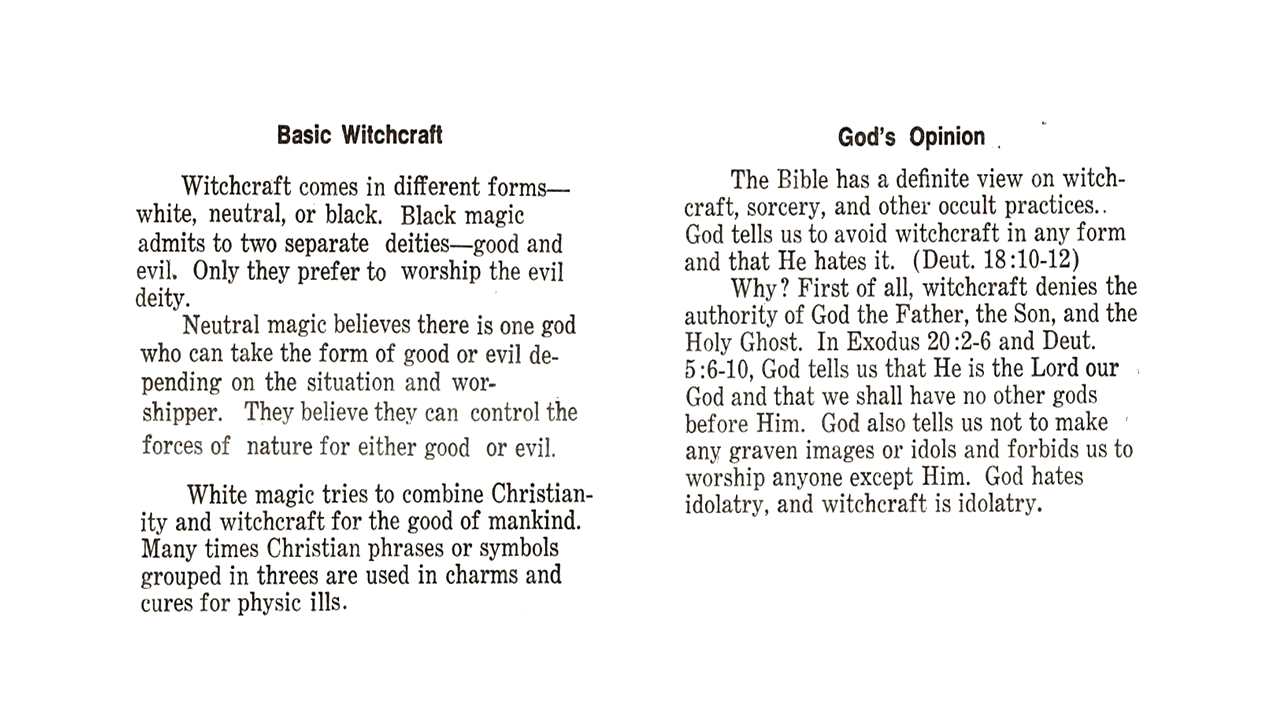 Basic Witchcraft
Witchcraft comes in different forms—
white, neutral, or black. Black magic
admits to two separate deities—good and
evil. Only they prefer to worship the evil
deity.
Neutral magic believes there is one god
who can take the form of good or evil de-
pending on the situation and wor-
shipper. They believe they can control the
forces of nature for either good or evil.
White magic tries to combine Christian-
ity and witchcraft for the good of mankind.
Many times Christian phrases or symbols
grouped in threes are used in charms and
cures for physic ills.
God's Opinion
The Bible has a definite view on witch-
craft, sorcery, and other occult practices..
God tells us to avoid witchcraft in any form
and that He hates it. (Deut. 18:10-12)
Why? First of all, witchcraft denies the
authority of God the Father, the Son, and the
Holy Ghost. In Exodus 20:2-6 and Deut.
5:6-10, God tells us that He is the Lord our
God and that we shall have no other gods
before Him. God also tells us not to make
any graven images or idols and forbids us to
worship anyone except Him. God hates
idolatry, and witchcraft is idolatry.